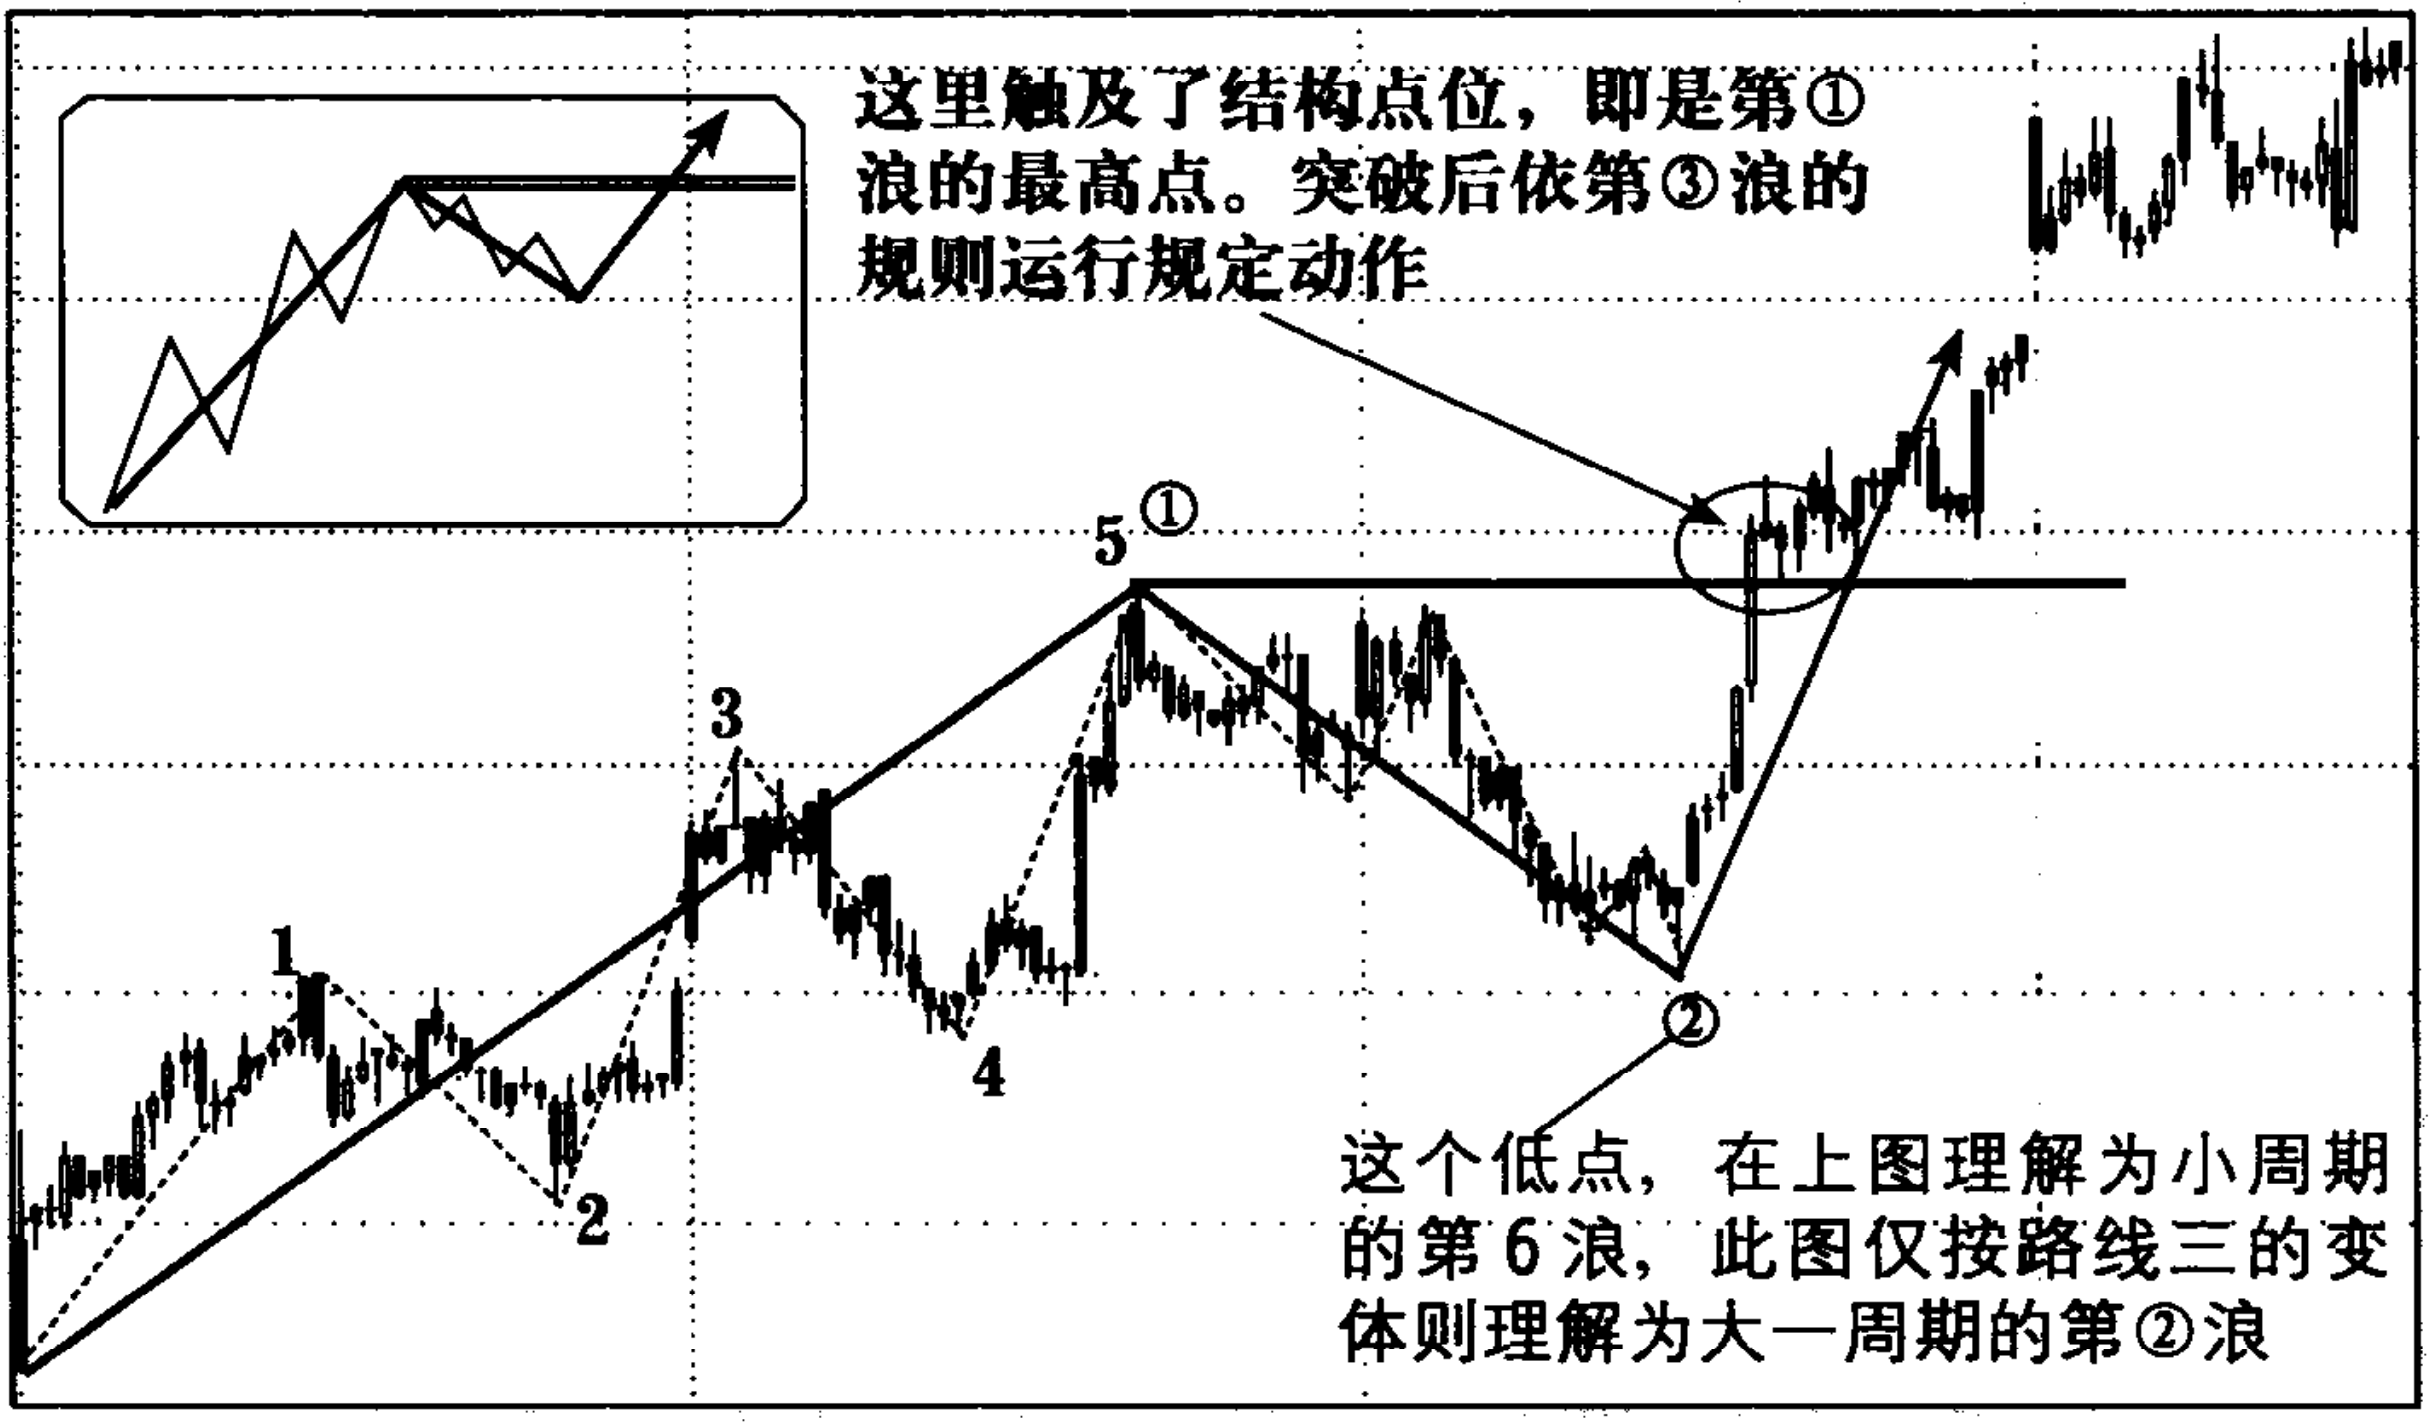 这里触及了结构点位，即是第①
浪的最高点。突破后依第③浪的
规则运行规定动作
5 ①
3
1
4
2
②
这个低点，在上图理解为小周期
的第6浪，此图仅按路线三的变
体则理解为大一周期的第②浪